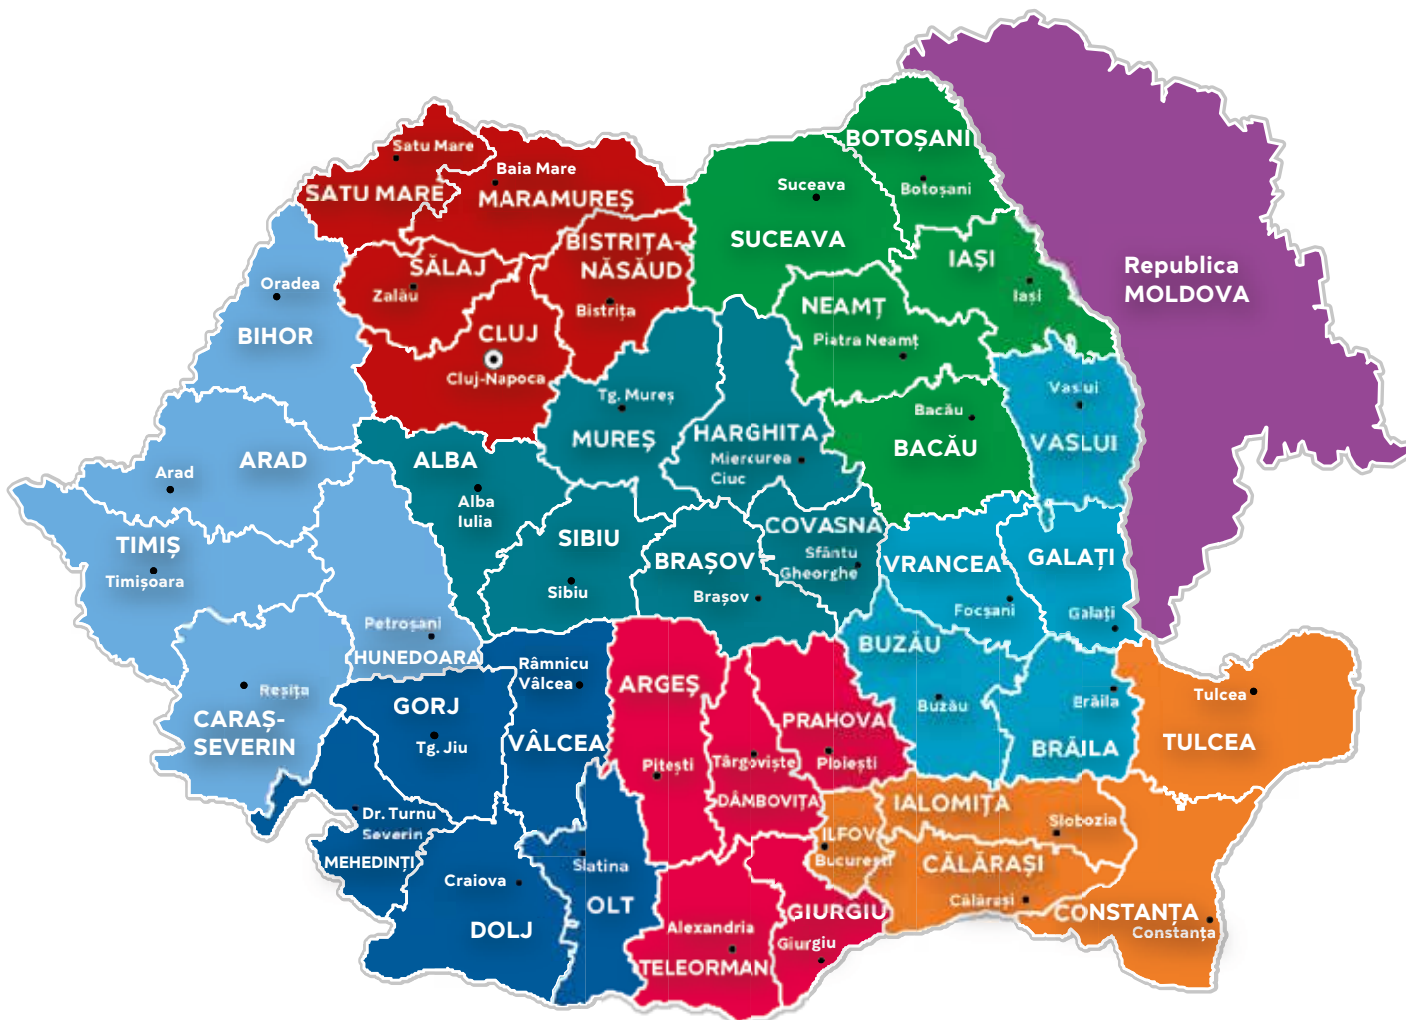 BOTOȘANI
Satu Mare
Baia Mare
Suceava
Botoșani
SATU MARE
MARAMUREȘ
SUCEAVA
BISTRIȚA-
NĂSĂUD
IAȘI
Republica
MOLDOVA
SĂLAJ
Zalău
Oradea
Iași
Bistrița
NEAMȚ
BIHOR
CLUJ
Piatra Neamț
Cluj-Napoca
Tg. Mureș
Vaslui
Bacău
MUREȘ
HARGHITA
BACĂU
VASLUI
Miercurea
Ciuc
ARAD
Arad
ALBA
Alba
Iulia
TIMIȘ
Timișoara
SIBIU
Sibiu
BRAȘOV
Brașov
COVASNA
Sfântu
Gheorghe
VRANCEA
Focșani
GALAȚI
Galați
Petroșani
HUNEDOARA
BUZĂU
Buzău
Râmnicu
Vâlcea
Reșița
CARAȘ-
SEVERIN
GORJ
Tg. Jiu
VÂLCEA
ARGEȘ
Pitești
PRAHOVA
Ploiești
Târgoviște
DÂMBOVIȚA
Brăila
BRĂILA
Tulcea
TULCEA
Dr. Turnu
Severin
MEHEDINȚI
IALOMIȚA
Slobozia
ILFOV
București
CĂLĂRAȘI
Călărași
Craiova
DOLJ
Slatina
OLT
Alexandria
TELEORMAN
GIURGIU
Giurgiu
CONSTANȚA
Constanța